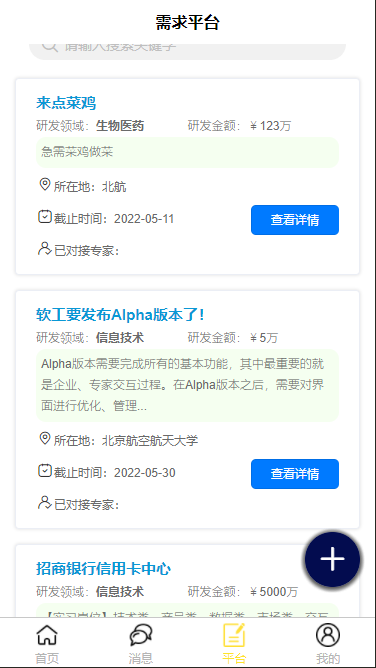 需求平台
请输入搜索关键字
来点菜鸡
研发领域：生物医药 研发金额：￥123万
急需菜鸡做菜
所在地：北航
截止时间：2022-05-11 查看详情
已对接专家：
软工要发布Alpha版本了！
研发领域：信息技术 研发金额：￥5万
Alpha版本需要完成所有的基本功能，其中最重要的就
是企业、专家交互过程。在Alpha版本之后，需要对界
面进行优化、管理...
所在地：北京航空航天大学
截止时间：2022-05-30 查看详情
已对接专家：
招商银行信用卡中心
研发领域：信息技术 研发金额：￥5000万
【实习岗位】技术类、产品类、数据类、市场类、交互
首页 消息 平台 我的